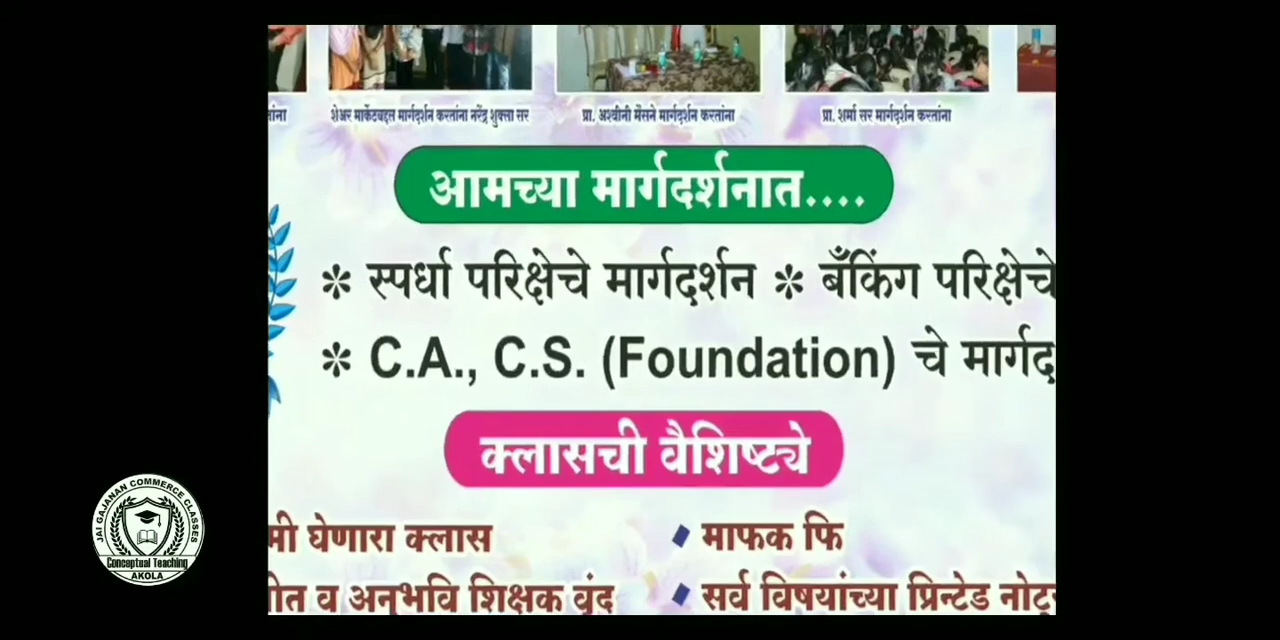 शेअर मार्केटबद्दल मार्गदर्शन करतांना नरेंद्र शुक्ला सर
प्रा. अश्वीनी मैसने मार्गदर्शन करतांना
प्रा. शर्मा सर मार्गदर्शन करतांना
आमच्या मार्गदर्शनात....
* स्पर्धा परिक्षेचे मार्गदर्शन * बँकिंग परिक्षेचे
* C.A., C.S. (Foundation) चे
क्लासची वैशिष्ट्ये
घेणारा क्लास
माफक फि
व अनुभवि शिक्षक वृंद
सर्व विषयांच्या प्रिन्टेड
JAI GAJANAN COMMERCE CLASSES
Conceptual Teaching
AKOLA